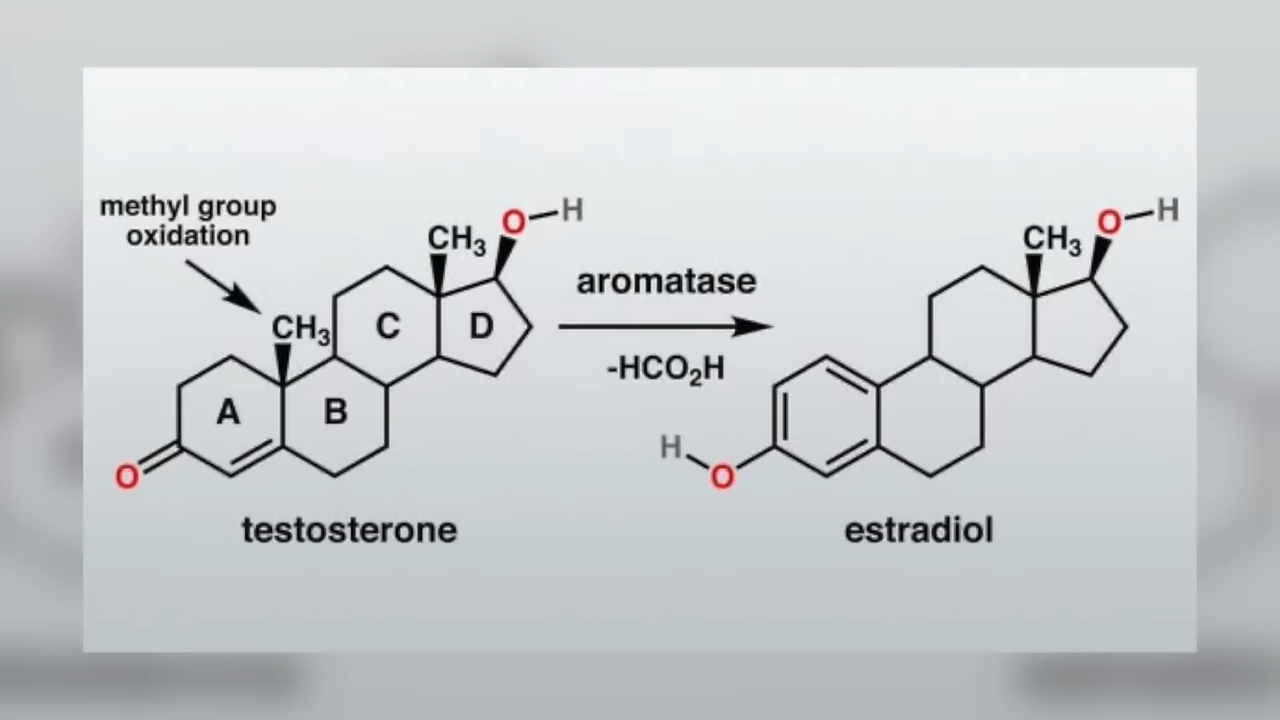 methyl group
oxidation
CH₃
CH₃
O
H
A
B
C
D
O
testosterone
aromatase
-HCO₂H
CH₃
O
H
H
O
estradiol